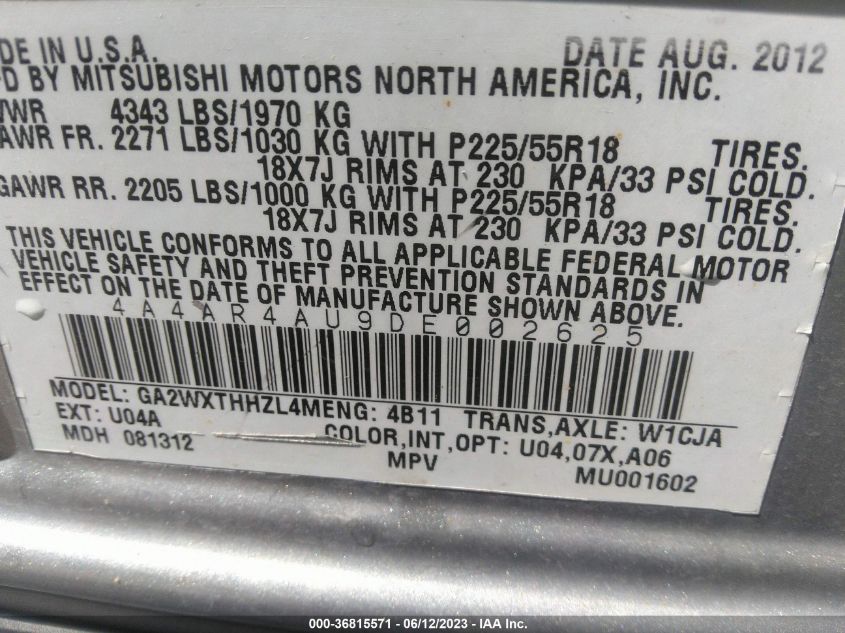 DE IN U.S.A. DATE AUG. 2012
D BY MITSUBISHI MOTORS NORTH AMERICA, INC.
VWR 4343 LBS/1970 KG
AWR FR. 2271 LBS/1030 KG WITH P225/55R18 TIRES.
18X7J RIMS AT 230 KPA/33 PSI COLD.
GAWR RR. 2205 LBS/1000 KG WITH P225/55R18 TIRES.
18X7J RIMS AT 230 KPA/33 PSI COLD.
THIS VEHICLE CONFORMS TO ALL APPLICABLE FEDERAL MOTOR
VEHICLE SAFETY AND THEFT PREVENTION STANDARDS IN
EFFECT ON THE DATE OF MANUFACTURE SHOWN ABOVE.
4A4AR4AU9DE002625
MODEL: GA2WXTHHZL4MENG: 4B11 TRANS,AXLE: W1CJA
EXT: U04A COLOR,INT,OPT: U04,07X,A06
MDH 081312 MPV MU001602
000-36815571 - 06/12/2023 - IAA Inc.